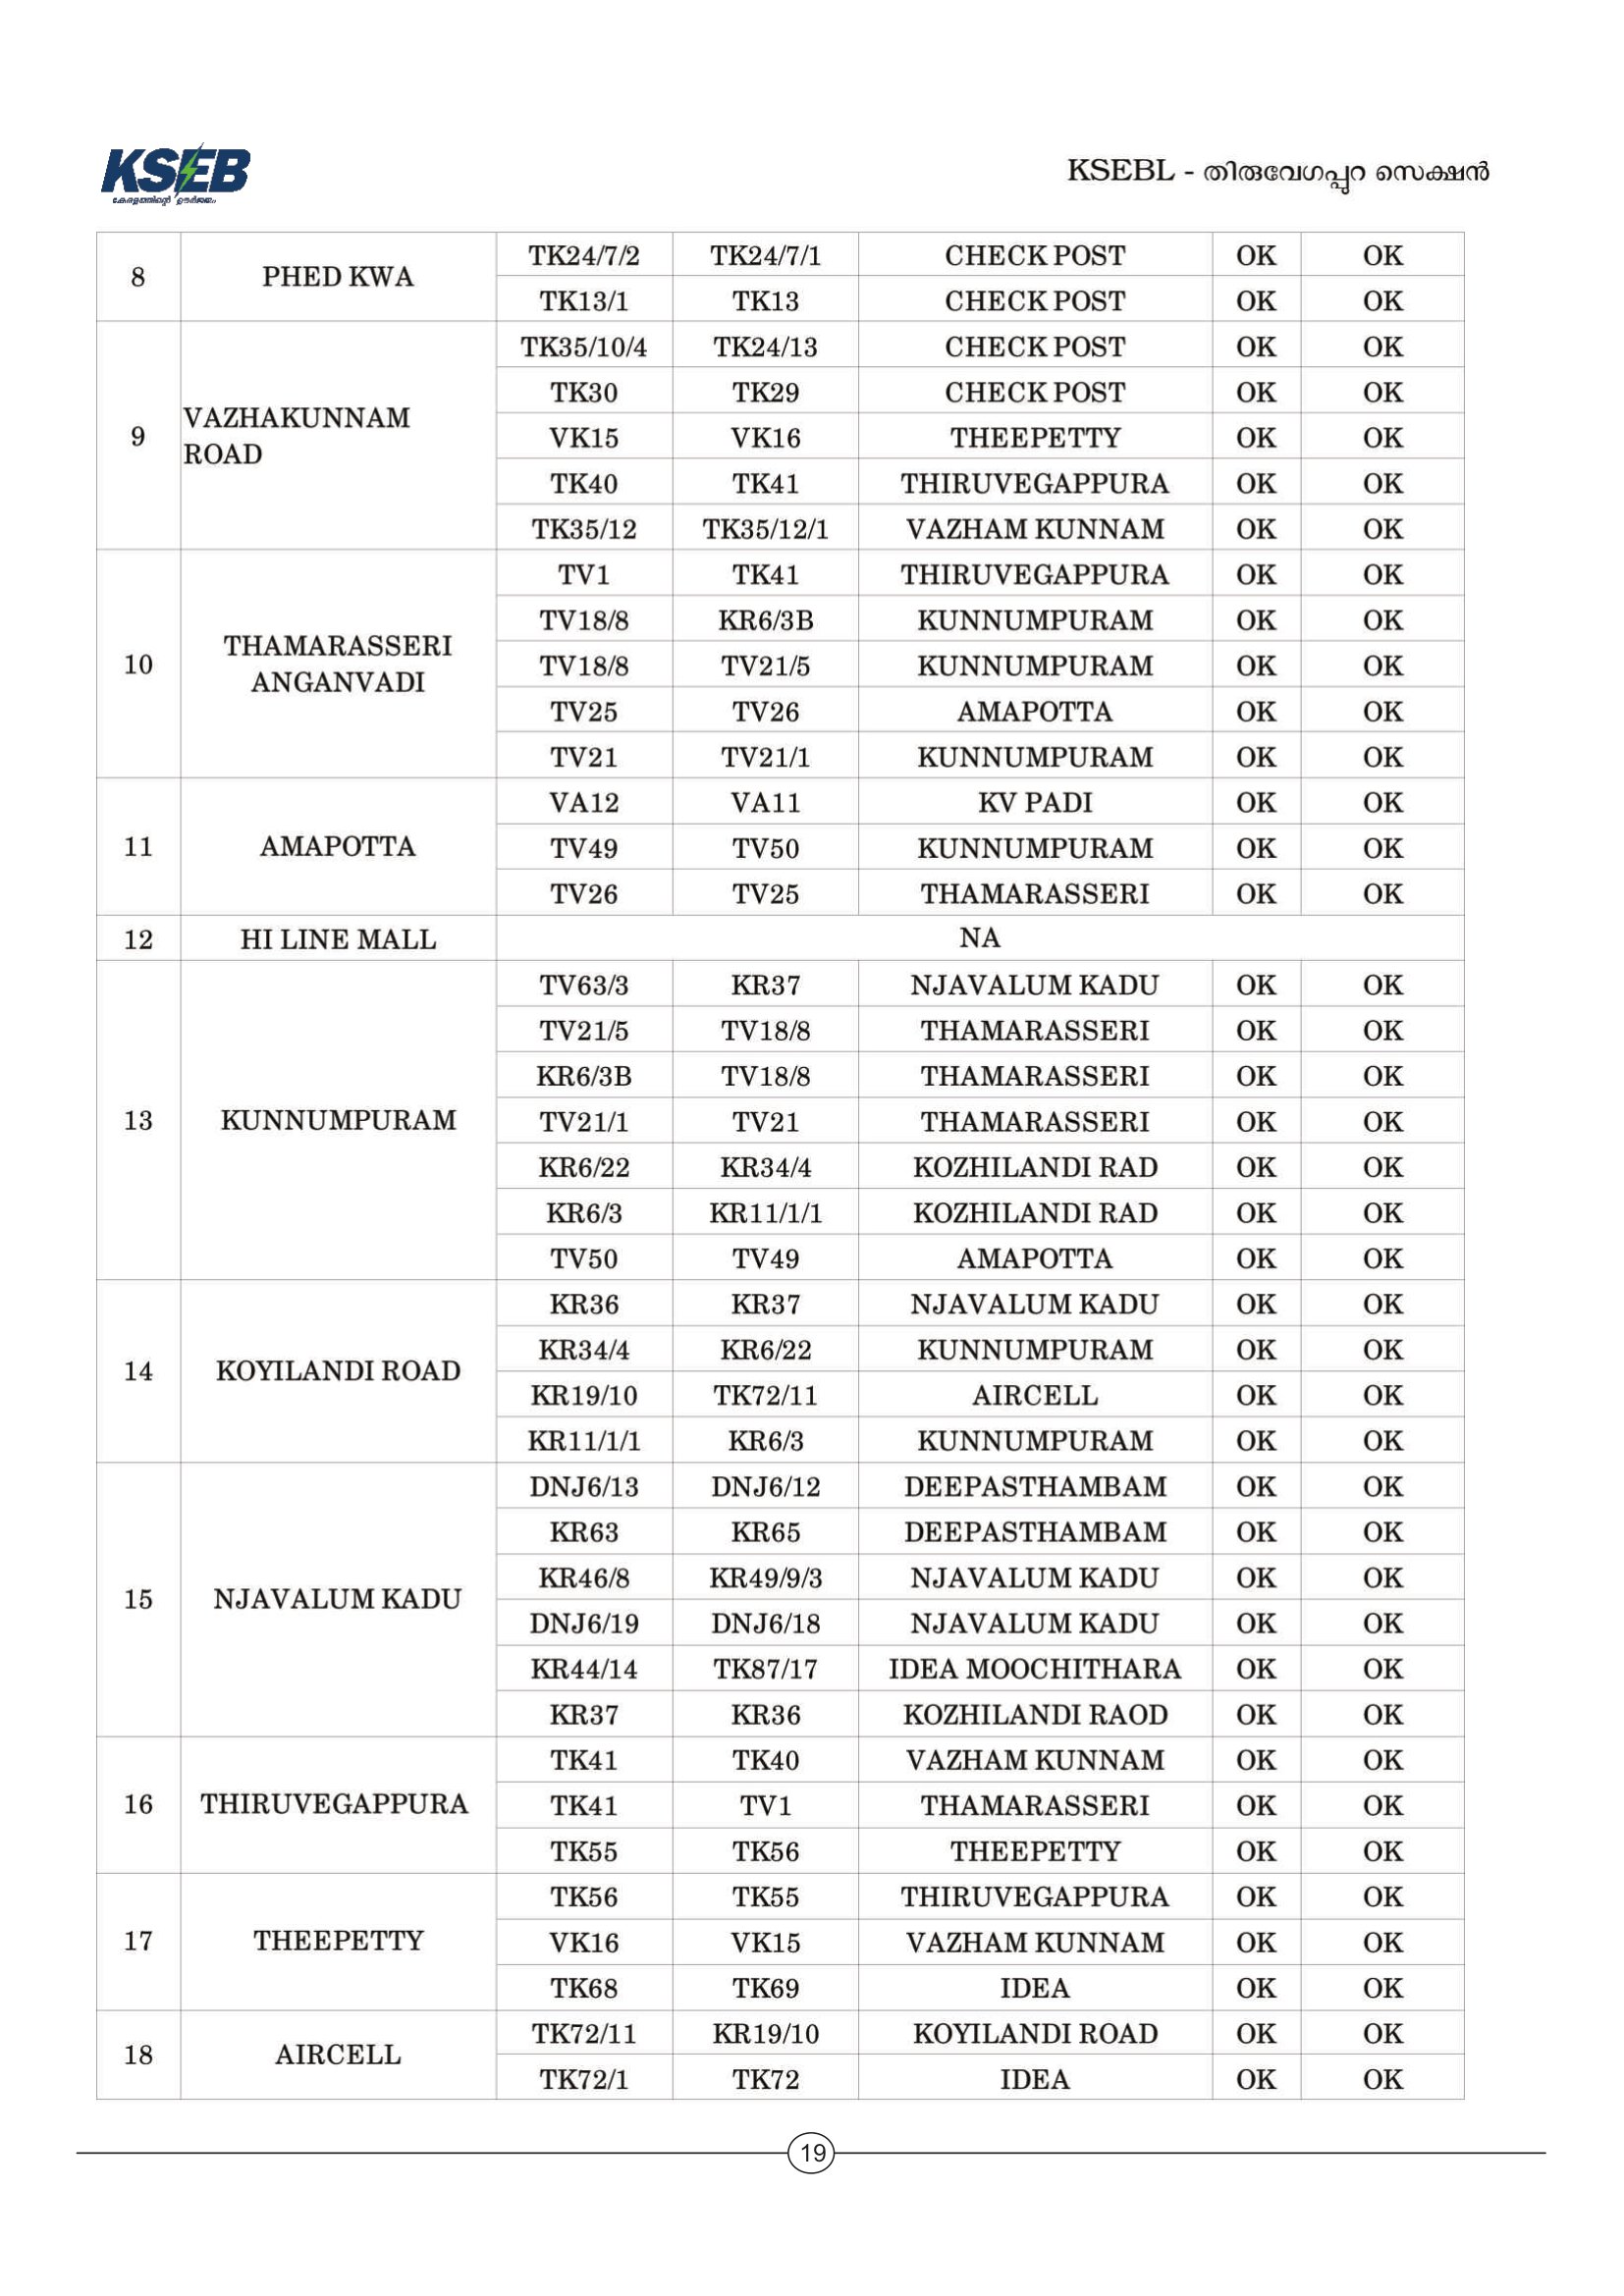 KSEB
കേരളത്തിന്റെ ഊർജ്ജം
KSEBL - തിരുവേഗപ്പുറ സെക്ഷൻ
8 PHED KWA TK24/7/2 TK24/7/1 CHECK POST OK OK
TK13/1 TK13 CHECK POST OK OK
9 VAZHAKUNNAM ROAD TK35/10/4 TK24/13 CHECK POST OK OK
TK30 TK29 CHECK POST OK OK
VK15 VK16 THEEPETTY OK OK
TK40 TK41 THIRUVEGAPPURA OK OK
TK35/12 TK35/12/1 VAZHAM KUNNAM OK OK
10 THAMARASSERI ANGANVADI TV1 TK41 THIRUVEGAPPURA OK OK
TV18/8 KR6/3B KUNNUMPURAM OK OK
TV18/8 TV21/5 KUNNUMPURAM OK OK
TV25 TV26 AMAPOTTA OK OK
TV21 TV21/1 KUNNUMPURAM OK OK
11 AMAPOTTA VA12 VA11 KV PADI OK OK
TV49 TV50 KUNNUMPURAM OK OK
TV26 TV25 THAMARASSERI OK OK
12 HI LINE MALL NA
13 KUNNUMPURAM TV63/3 KR37 NJAVALUM KADU OK OK
TV21/5 TV18/8 THAMARASSERI OK OK
KR6/3B TV18/8 THAMARASSERI OK OK
TV21/1 TV21 THAMARASSERI OK OK
KR6/22 KR34/4 KOZHILANDI RAD OK OK
KR6/3 KR11/1/1 KOZHILANDI RAD OK OK
TV50 TV49 AMAPOTTA OK OK
14 KOYILANDI ROAD KR36 KR37 NJAVALUM KADU OK OK
KR34/4 KR6/22 KUNNUMPURAM OK OK
KR19/10 TK72/11 AIRCELL OK OK
KR11/1/1 KR6/3 KUNNUMPURAM OK OK
15 NJAVALUM KADU DNJ6/13 DNJ6/12 DEEPASTHAMBAM OK OK
KR63 KR65 DEEPASTHAMBAM OK OK
KR46/8 KR49/9/3 NJAVALUM KADU OK OK
DNJ6/19 DNJ6/18 NJAVALUM KADU OK OK
KR44/14 TK87/17 IDEA MOOCHITHARA OK OK
KR37 KR36 KOZHILANDI RAOD OK OK
16 THIRUVEGAPPURA TK41 TK40 VAZHAM KUNNAM OK OK
TK41 TV1 THAMARASSERI OK OK
TK55 TK56 THEEPETTY OK OK
17 THEEPETTY TK56 TK55 THIRUVEGAPPURA OK OK
VK16 VK15 VAZHAM KUNNAM OK OK
TK68 TK69 IDEA OK OK
18 AIRCELL TK72/11 KR19/10 KOYILANDI ROAD OK OK
TK72/1 TK72 IDEA OK OK
19